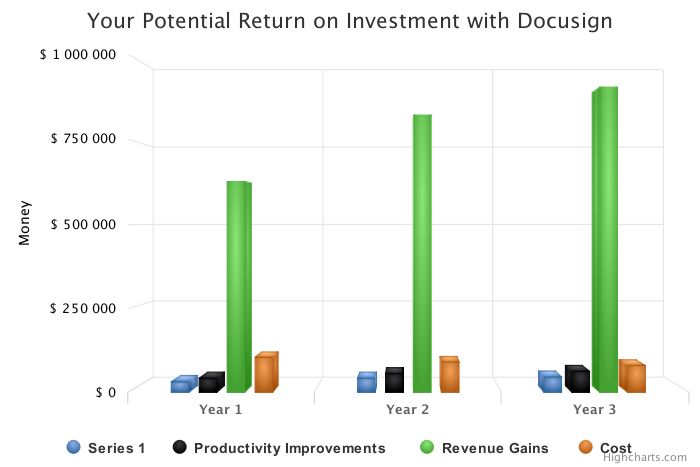 Your Potential Return on Investment with Docusign
$ 1 000 000
$ 750 000
$ 500 000
$ 250 000
$ 0
Money
Year 1
Year 2
Year 3
Series 1
Productivity Improvements
Revenue Gains
Cost
Highcharts.com